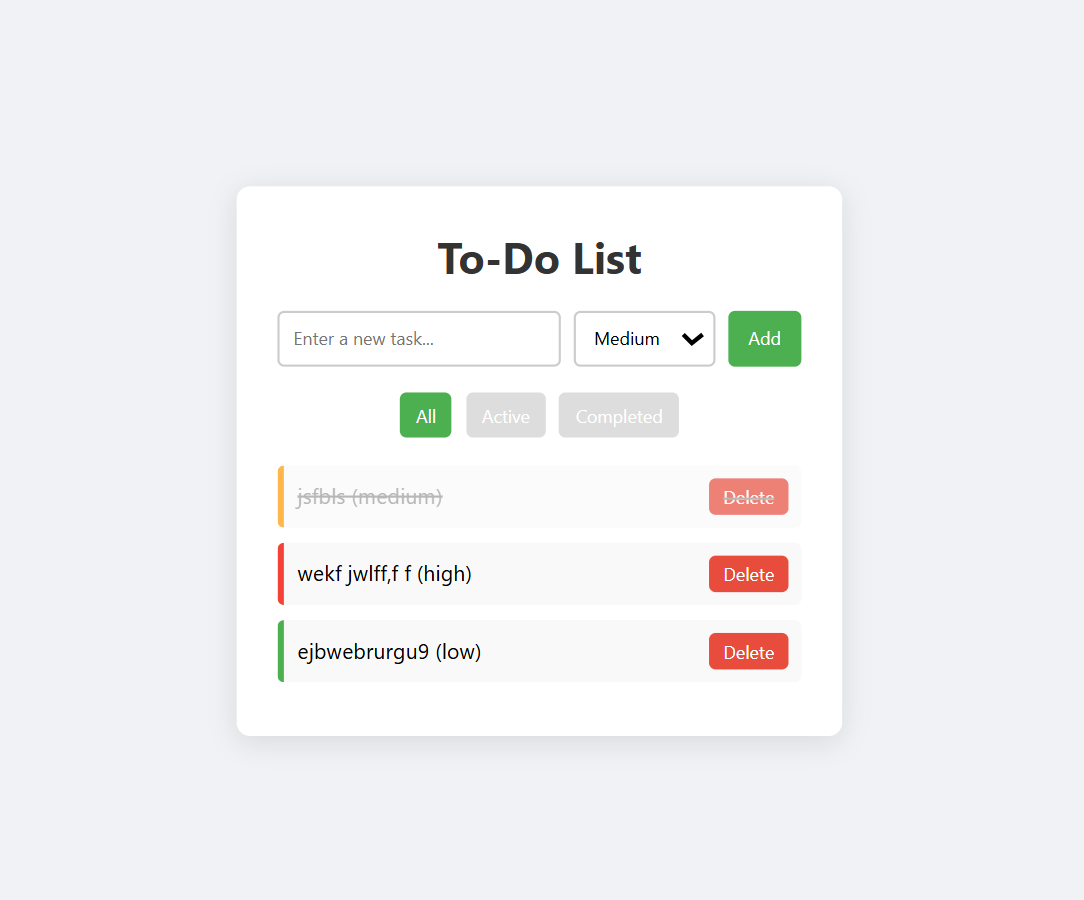 To-Do List
Enter a new task... Medium Add
All Active Completed
jsfbls (medium) Delete
wekf jwlff,f f (high) Delete
ejbwebrurgu9 (low) Delete